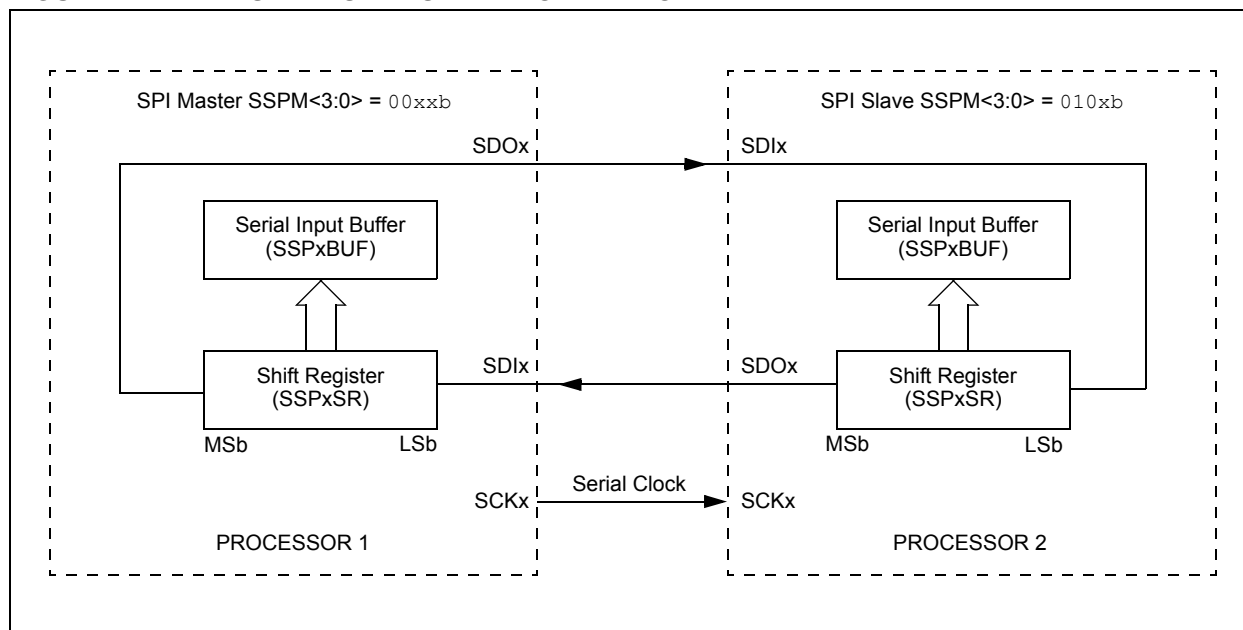 SPI Master SSPM<3:0> = 00xxb
SPI Slave SSPM<3:0> = 010xb
SDOx
SDIx
Serial Input Buffer
(SSPxBUF)
Serial Input Buffer
(SSPxBUF)
SDIx
SDOx
Shift Register
(SSPxSR)
Shift Register
(SSPxSR)
MSb
LSb
MSb
LSb
Serial Clock
SCKx
SCKx
PROCESSOR 1
PROCESSOR 2